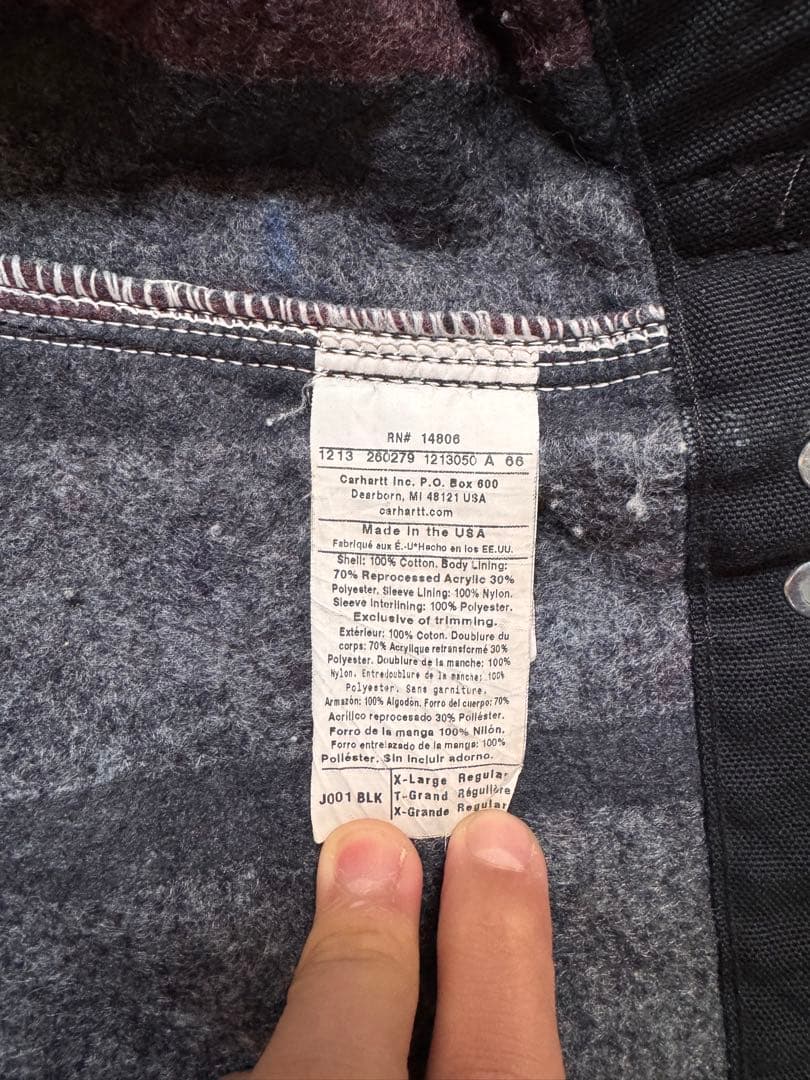 RN# 14806
1213 260279 1213050 A 66
Carhartt Inc. P.O. Box 600
Dearborn, MI 48121 USA
carhartt.com
Made in the USA
Fabriqué aux É.-U*Hecho en los EE.UU.
Shell: 100% Cotton. Body Lining:
70% Reprocessed Acrylic 30%
Polyester. Sleeve Lining: 100% Nylon.
Sleeve Interlining: 100% Polyester.
Exclusive of trimming.
Extérieur: 100% Coton. Doublure du
corps: 70% Acrylique retransformé 30%
Polyester. Doublure de la manche: 100%
Nylon. Entredoublure de la manche: 100%
Polyester. Sans garniture.
Armazón: 100% Algodón. Forro del cuerpo: 70%
Acrílico reprocesado 30% Poliéster.
Forro de la manga 100% Nilón.
Forro entrelazado de la manga: 100%
Poliéster. Sin incluir adorno.
J001 BLK
X-Large Regular
T-Grand Régulière
X-Grande Regular